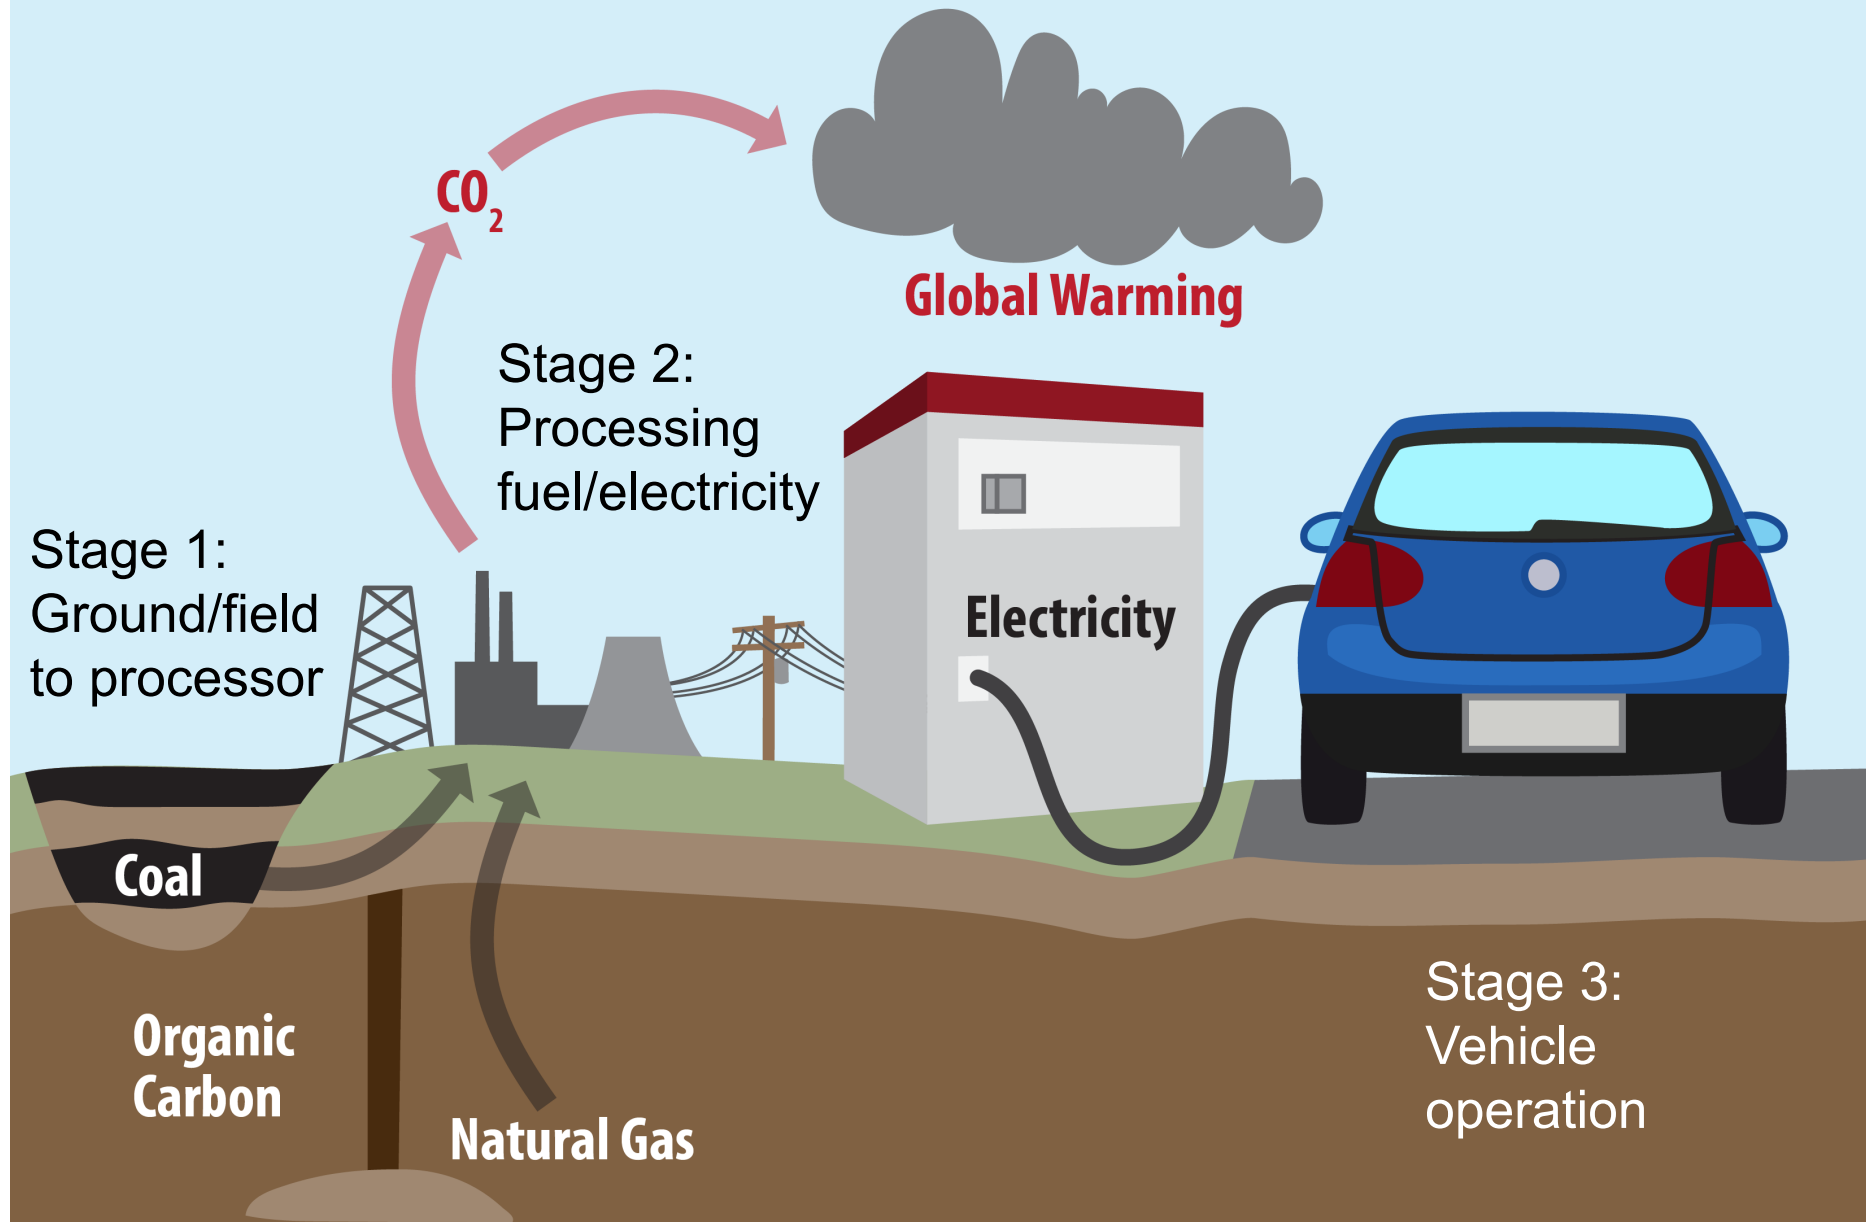 CO₂
Global Warming
Stage 2:
Processing
fuel/electricity
Stage 1:
Ground/field
to processor
Electricity
Coal
Organic
Carbon
Natural Gas
Stage 3:
Vehicle
operation